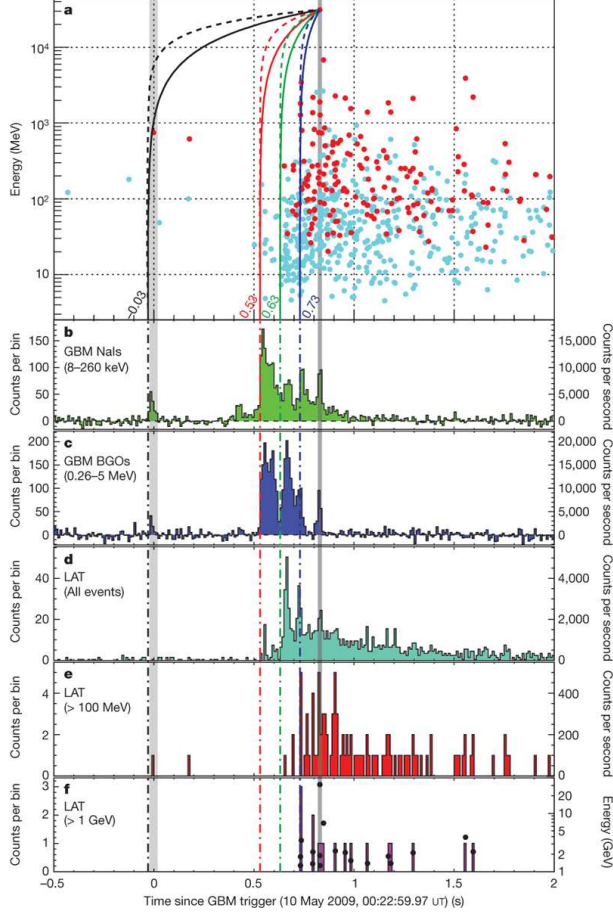 a
10⁴
10³
10²
10
Energy (MeV)
−0.03
0.53
0.63
0.73
b
GBM NaIs
(8–260 keV)
150
100
50
0
Counts per bin
15,000
10,000
5,000
0
Counts per second
c
GBM BGOs
(0.26–5 MeV)
200
150
100
50
0
Counts per bin
20,000
15,000
10,000
5,000
0
Counts per second
d
LAT
(All events)
40
20
0
Counts per bin
4,000
2,000
0
Counts per second
e
LAT
(> 100 MeV)
4
2
0
Counts per bin
400
200
0
Counts per second
f
LAT
(> 1 GeV)
3
2
1
0
Counts per bin
20
10
5
2
1
Energy (GeV)
−0.5 0 0.5 1 1.5 2
Time since GBM trigger (10 May 2009, 00:22:59.97 UT) (s)